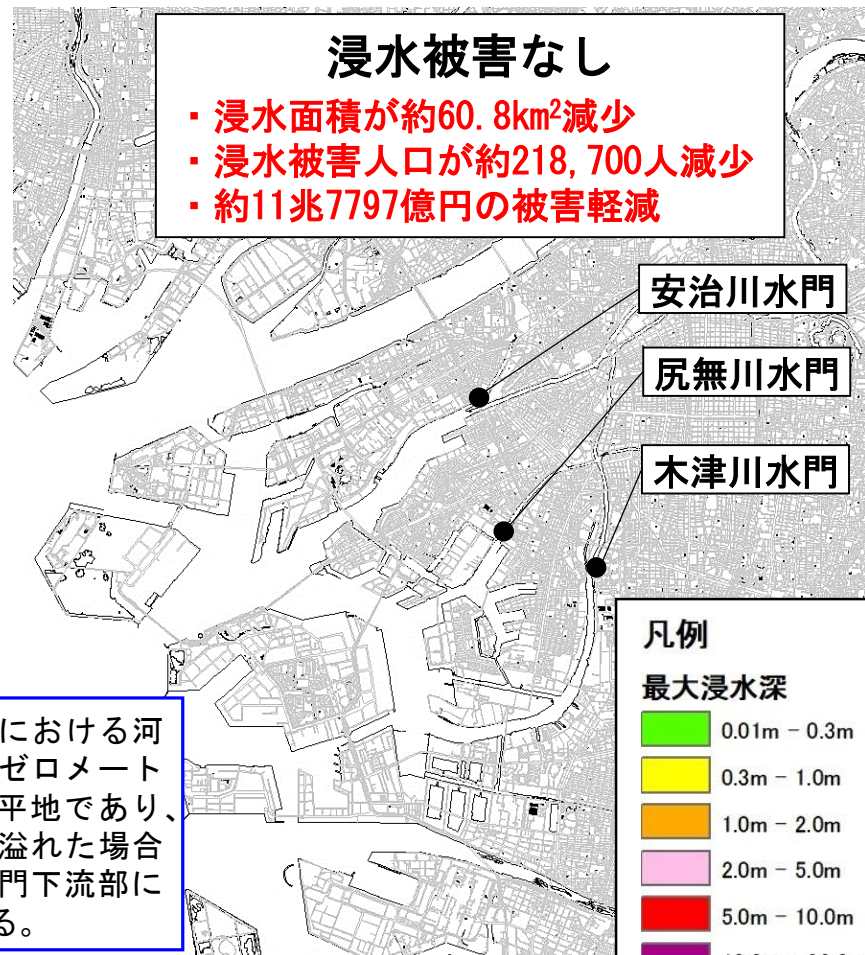 浸水被害なし
・浸水面積が約60.8km²減少
・浸水被害人口が約218,700人減少
・約11兆7797億円の被害軽減
安治川水門
尻無川水門
木津川水門
における河
ゼロメート
平地であり、
溢れた場合
門下流部に
る。
凡例
最大浸水深
0.01m - 0.3m
0.3m - 1.0m
1.0m - 2.0m
2.0m - 5.0m
5.0m - 10.0m